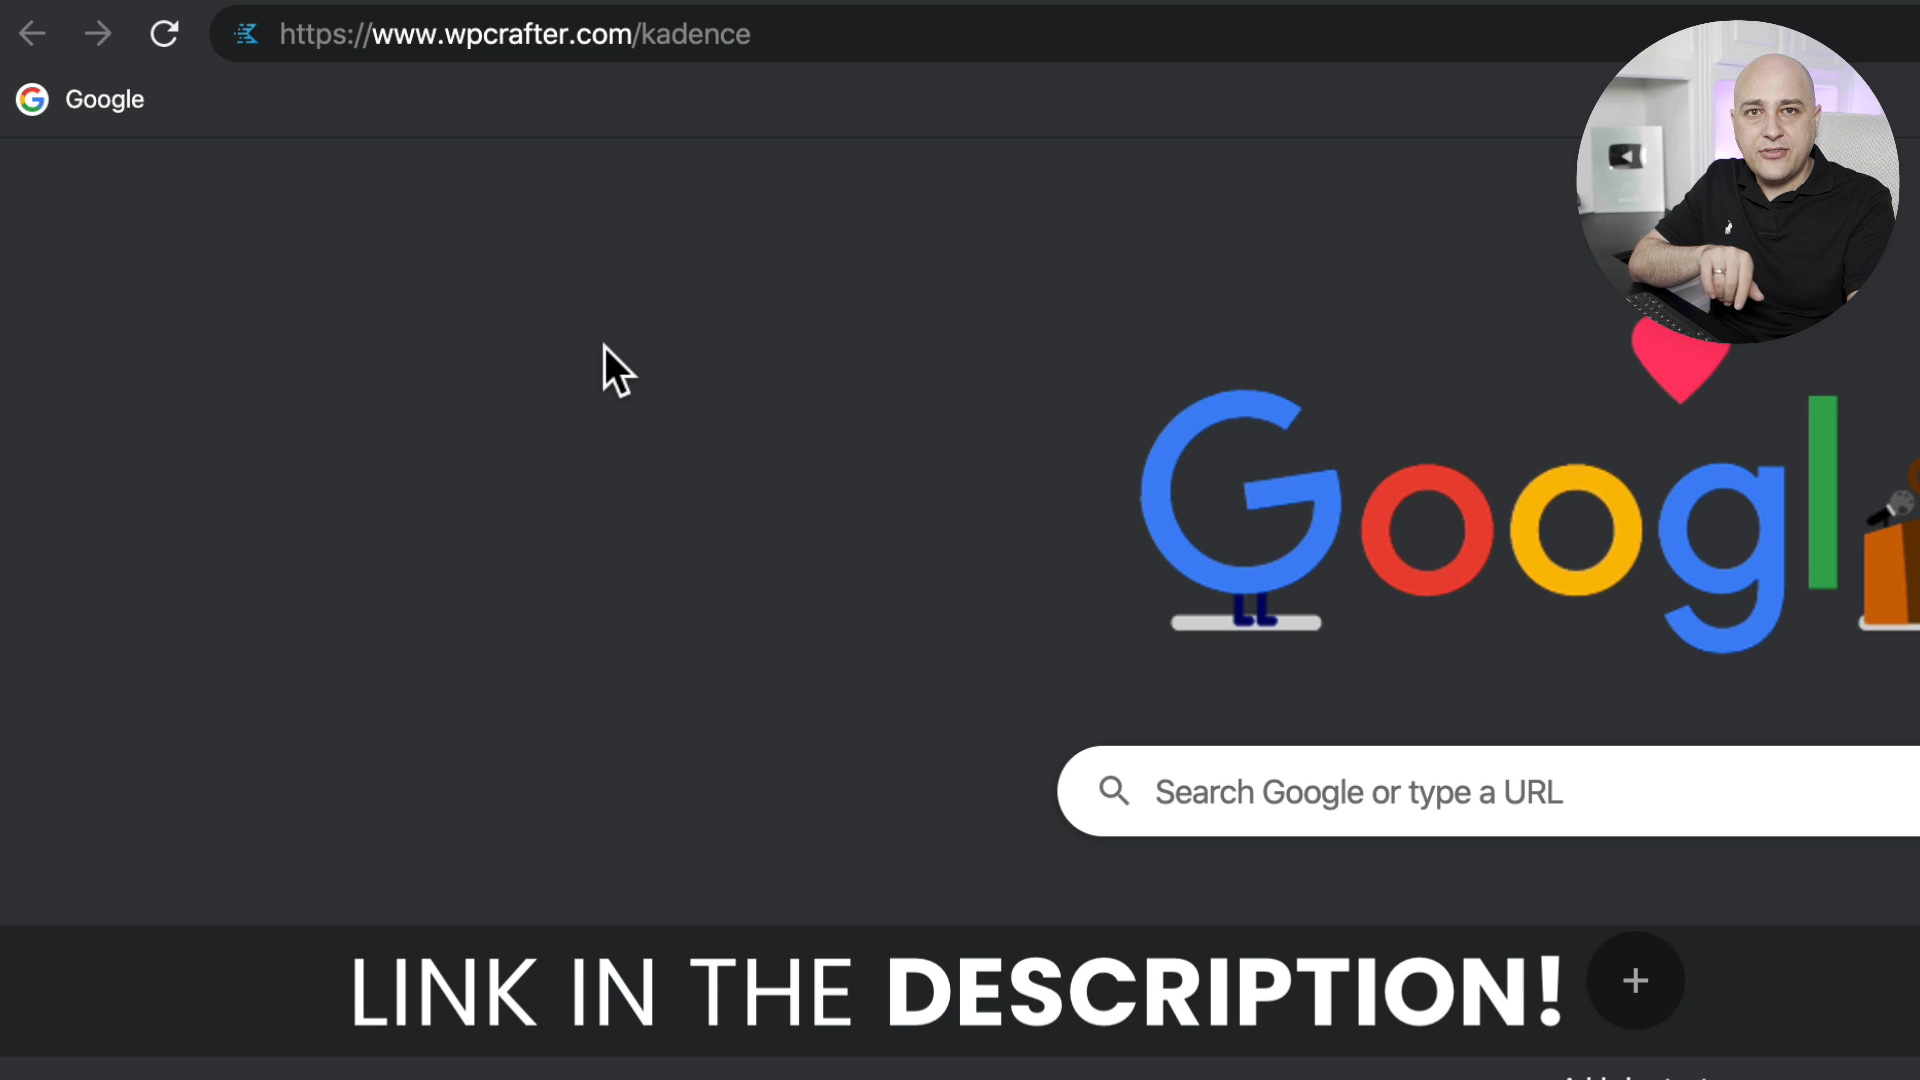 https://www.wpcrafter.com/kadence
Google
Googl
Search Google or type a URL
LINK IN THE DESCRIPTION!